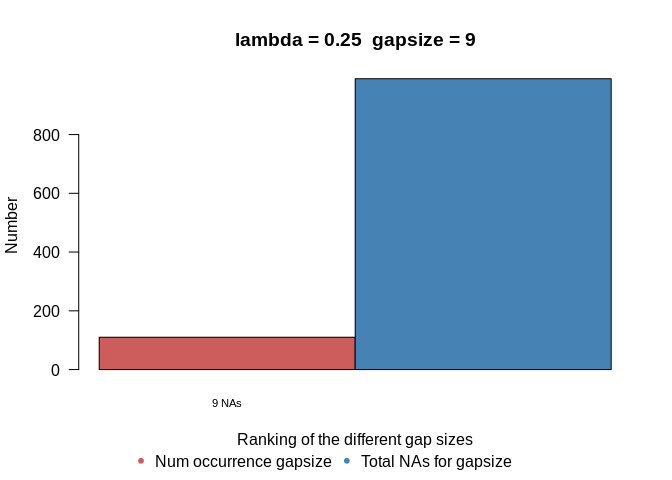 lambda = 0.25  gapsize = 9
Number
800
600
400
200
0
9 NAs
Ranking of the different gap sizes
Num occurrence gapsize
Total NAs for gapsize